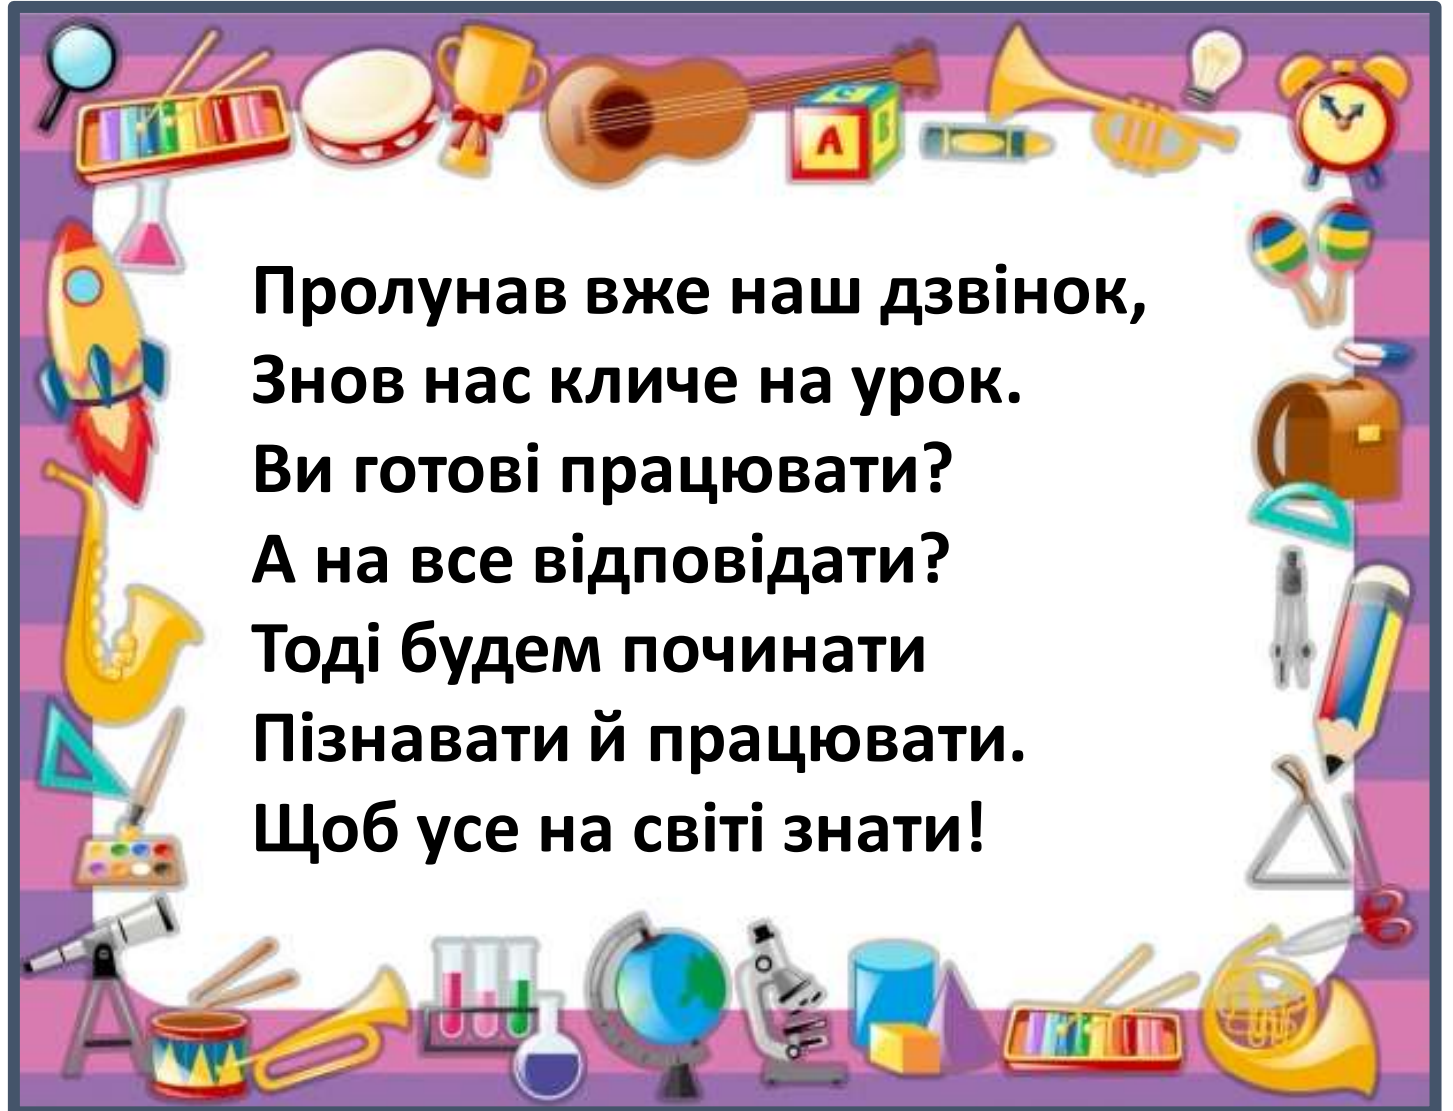 Пролунав вже наш дзвінок,
Знов нас кличе на урок.
Ви готові працювати?
А на все відповідати?
Тоді будем починати
Пізнавати й працювати.
Щоб усе на світі знати!
A
B
C